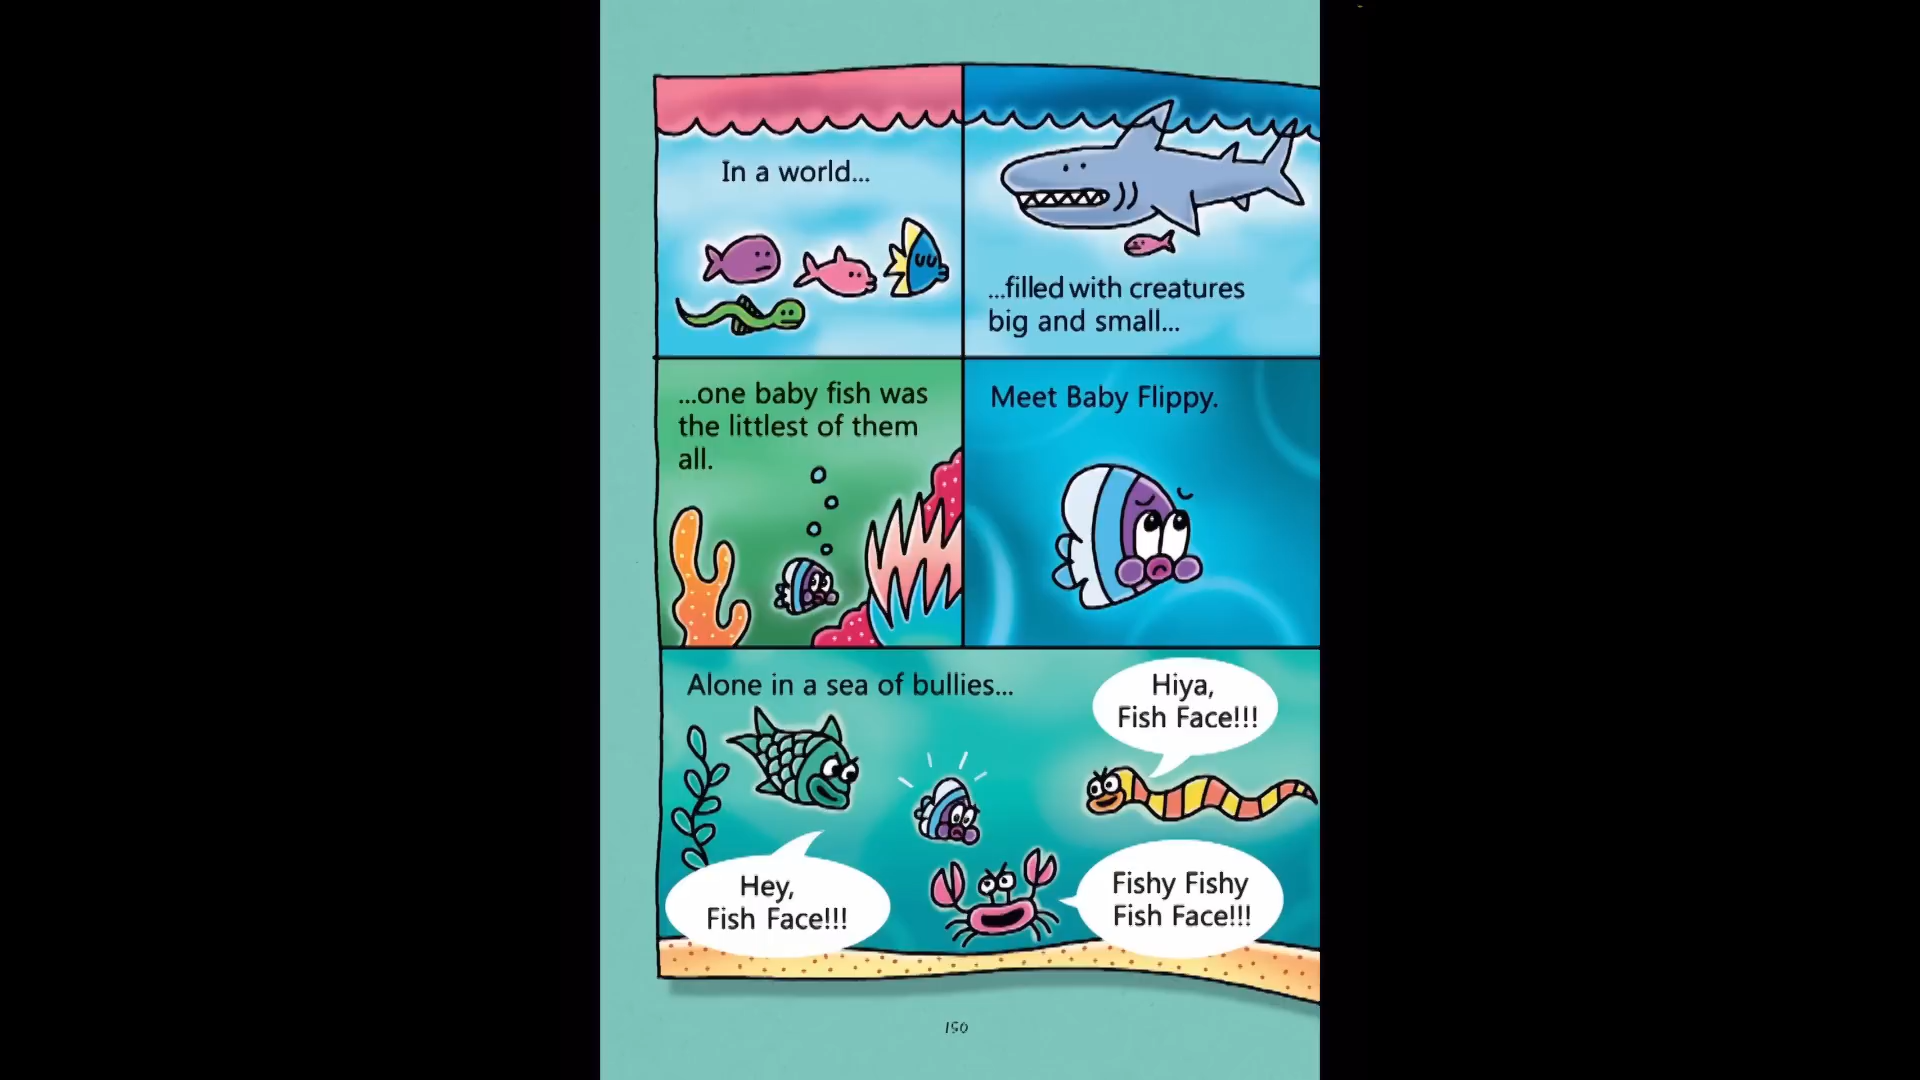 In a world...
...filled with creatures
big and small...
...one baby fish was
the littlest of them
all.
Meet Baby Flippy.
Alone in a sea of bullies...
Hiya,
Fish Face!!!
Hey,
Fish Face!!!
Fishy Fishy
Fish Face!!!
150